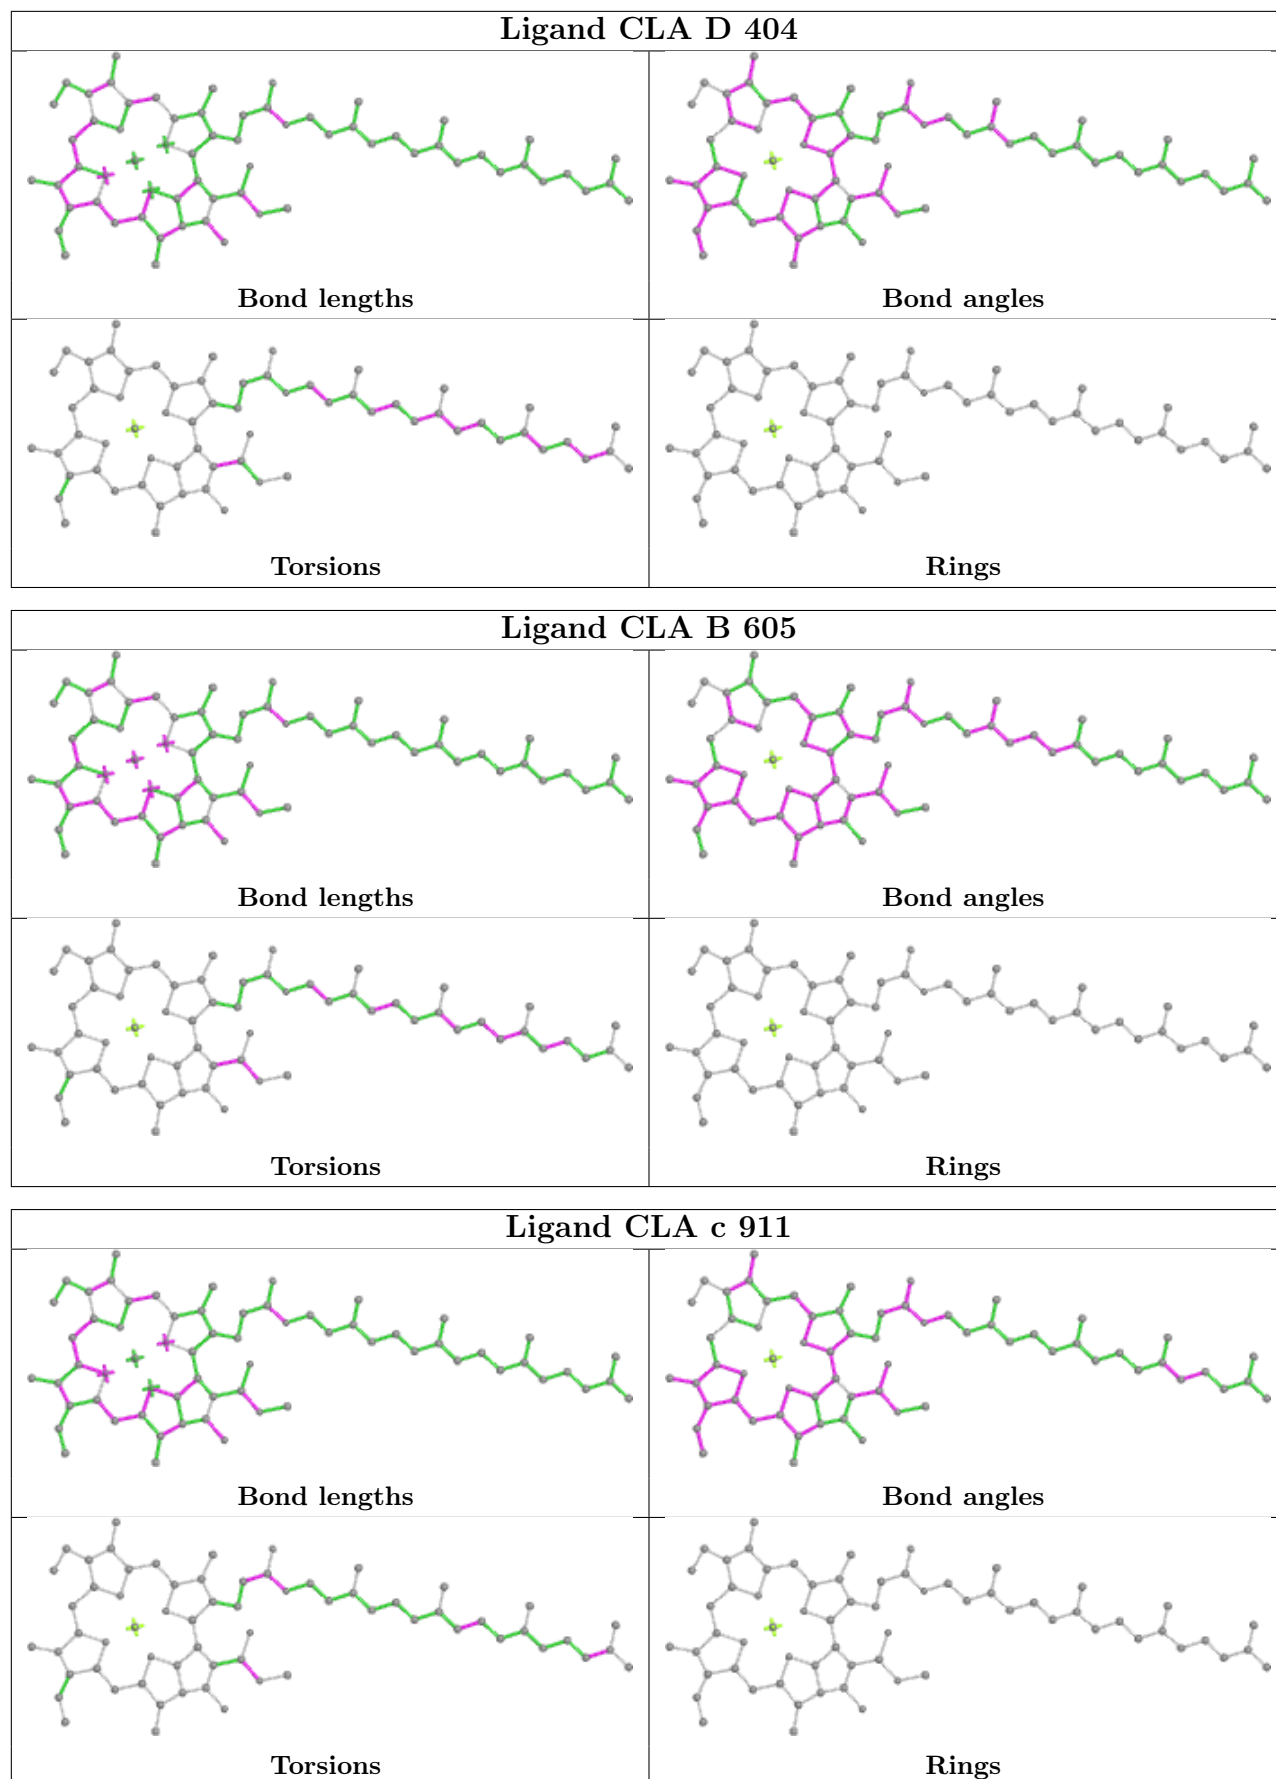 Ligand CLA D 404
Bond lengths
Bond angles
Torsions
Rings
Ligand CLA B 605
Bond lengths
Bond angles
Torsions
Rings
Ligand CLA c 911
Bond lengths
Bond angles
Torsions
Rings